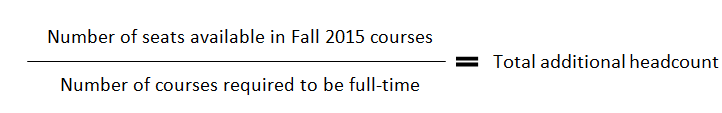 Number of seats available in Fall 2015 courses
Number of courses required to be full-time
= Total additional headcount